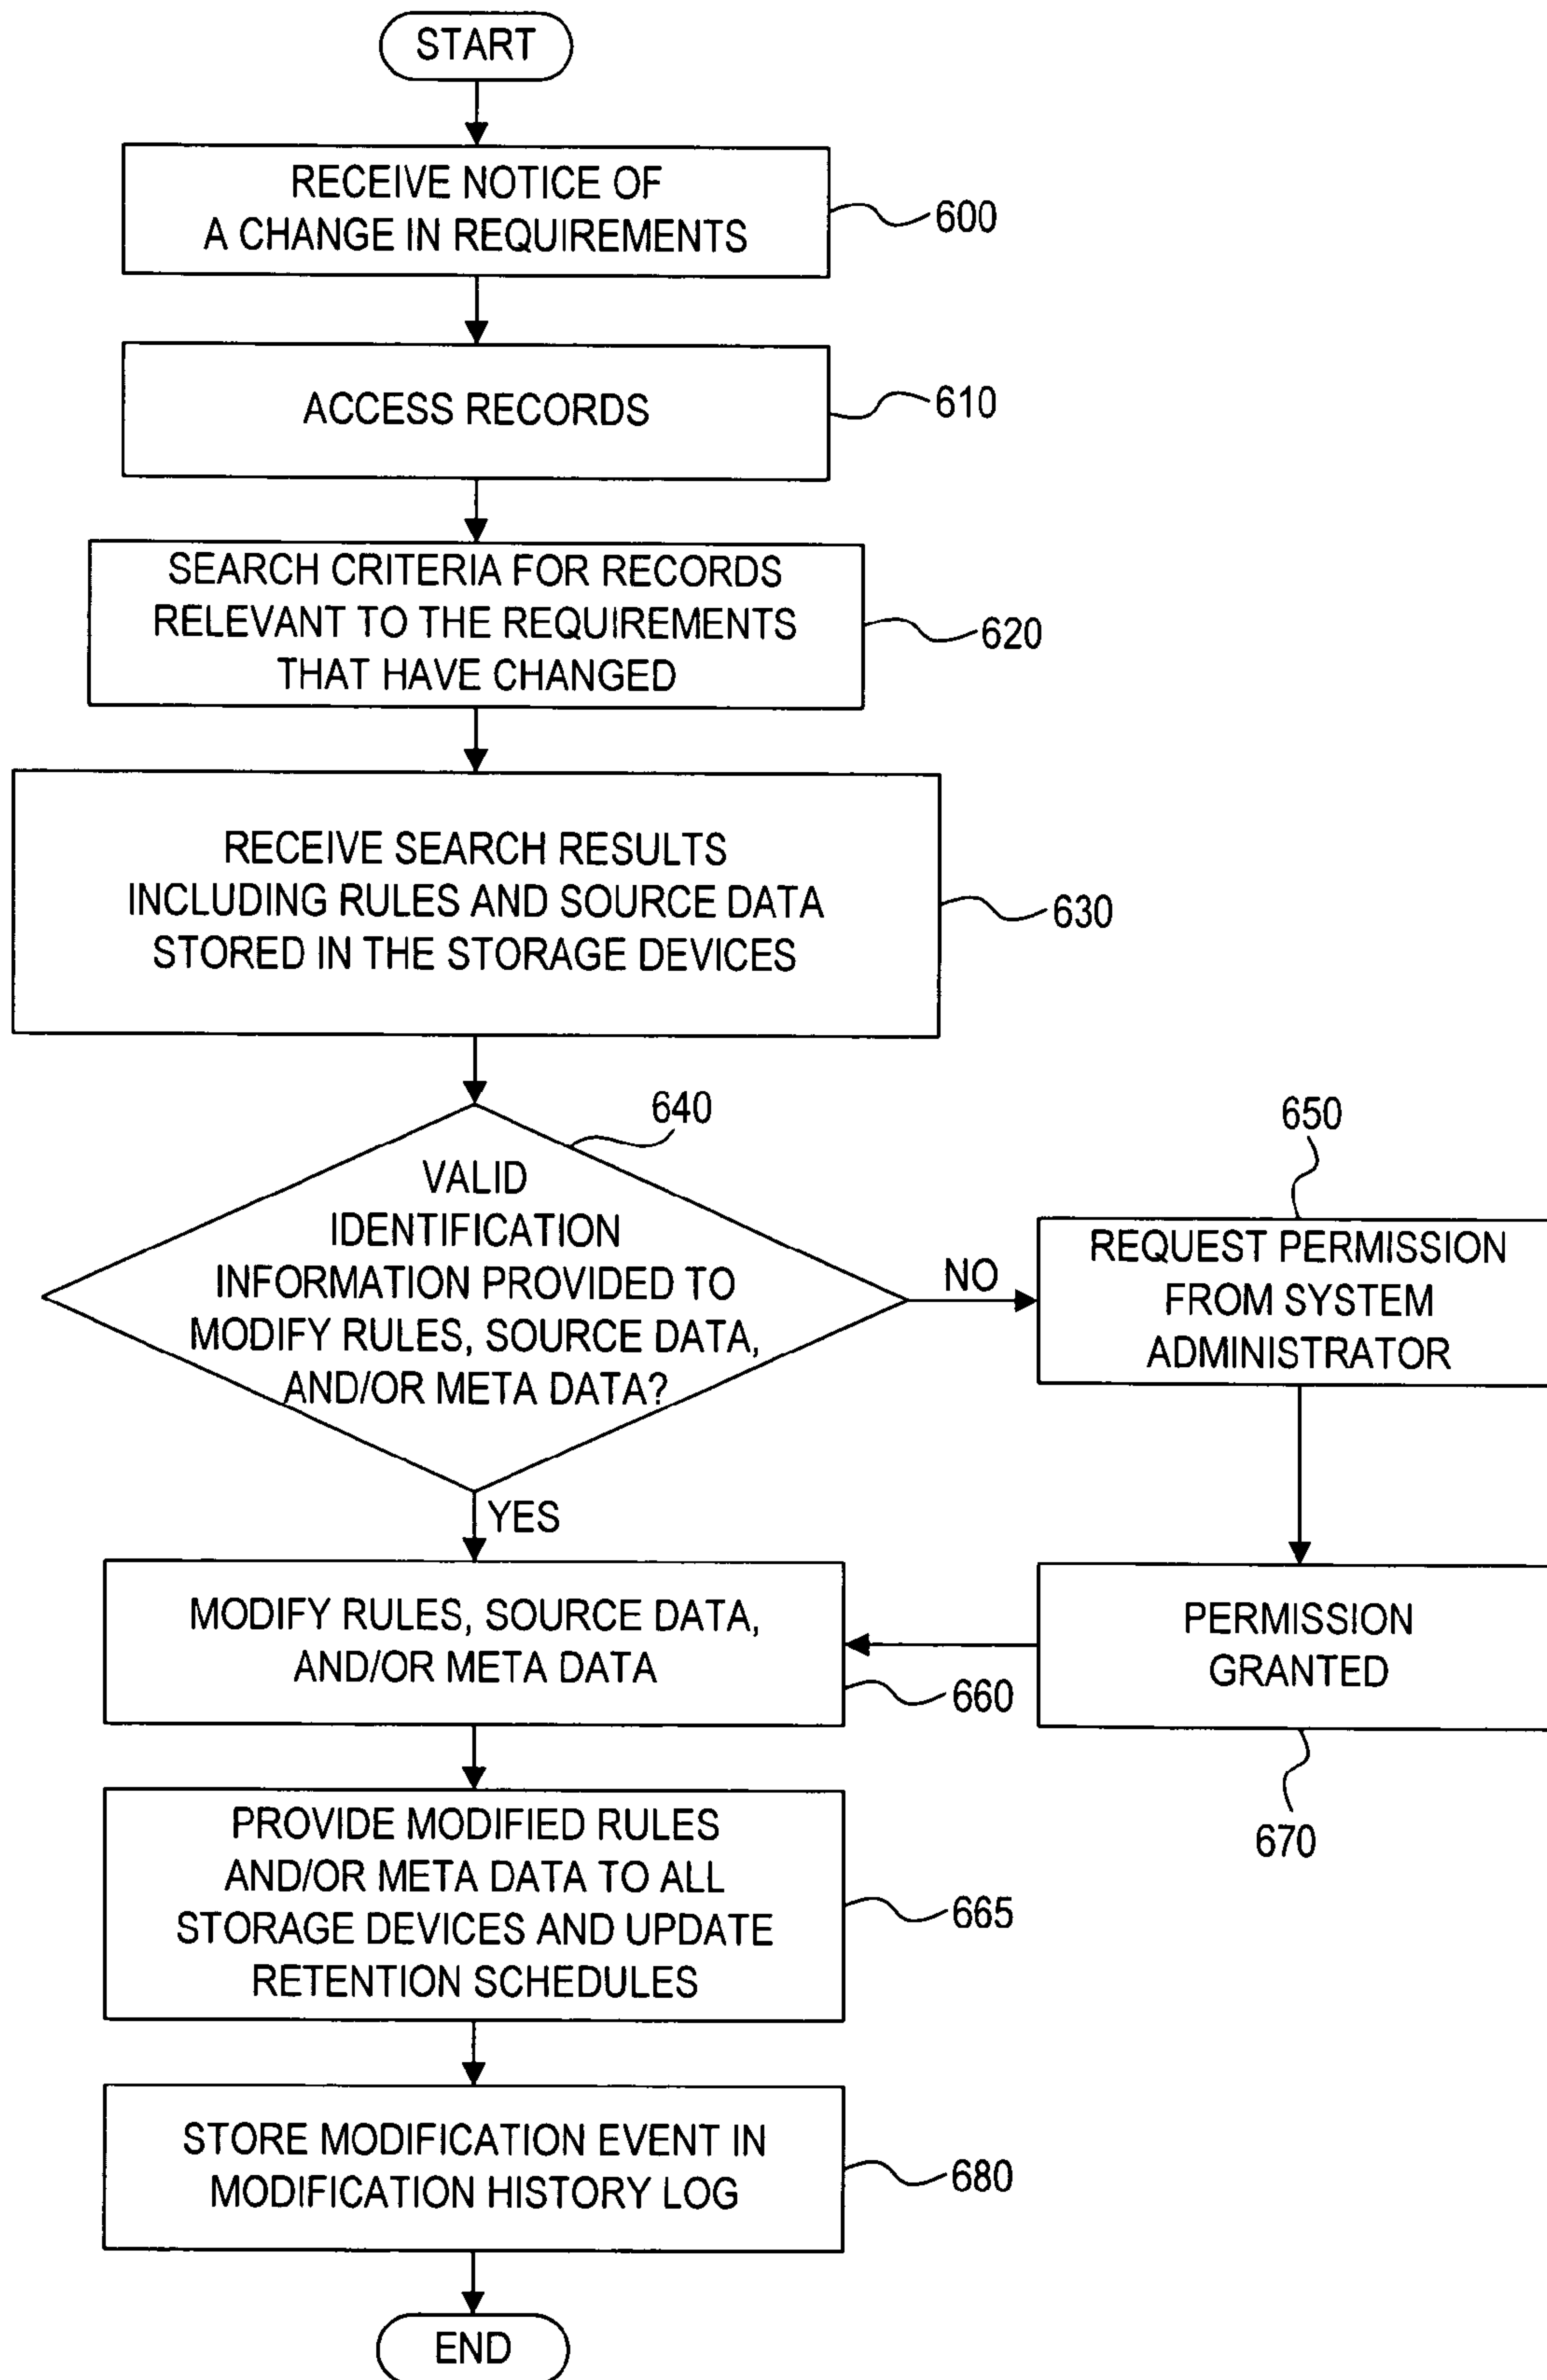 START
RECEIVE NOTICE OF
A CHANGE IN REQUIREMENTS
600
ACCESS RECORDS
610
SEARCH CRITERIA FOR RECORDS
RELEVANT TO THE REQUIREMENTS
THAT HAVE CHANGED
620
RECEIVE SEARCH RESULTS
INCLUDING RULES AND SOURCE DATA
STORED IN THE STORAGE DEVICES
630
640
VALID
IDENTIFICATION
INFORMATION PROVIDED TO
MODIFY RULES, SOURCE DATA,
AND/OR META DATA?
NO
650
REQUEST PERMISSION
FROM SYSTEM
ADMINISTRATOR
YES
MODIFY RULES, SOURCE DATA,
AND/OR META DATA
660
PERMISSION
GRANTED
670
PROVIDE MODIFIED RULES
AND/OR META DATA TO ALL
STORAGE DEVICES AND UPDATE
RETENTION SCHEDULES
665
STORE MODIFICATION EVENT IN
MODIFICATION HISTORY LOG
680
END